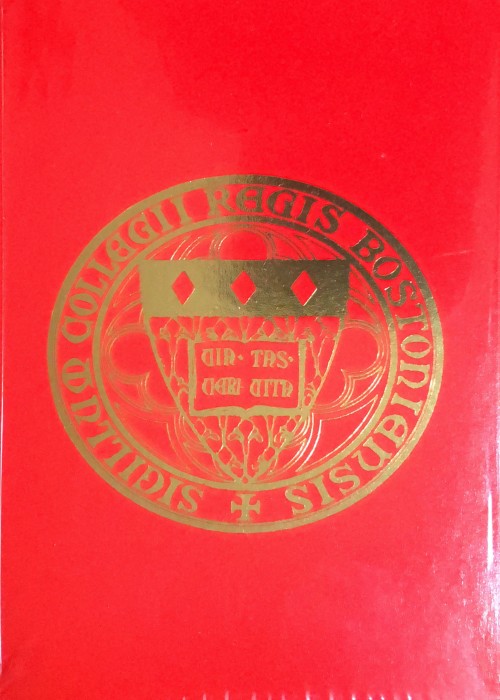 SIGILLUM COLLEGII REGIS BOSTONIENSIS
VIA · TAS ·
VERI VITA